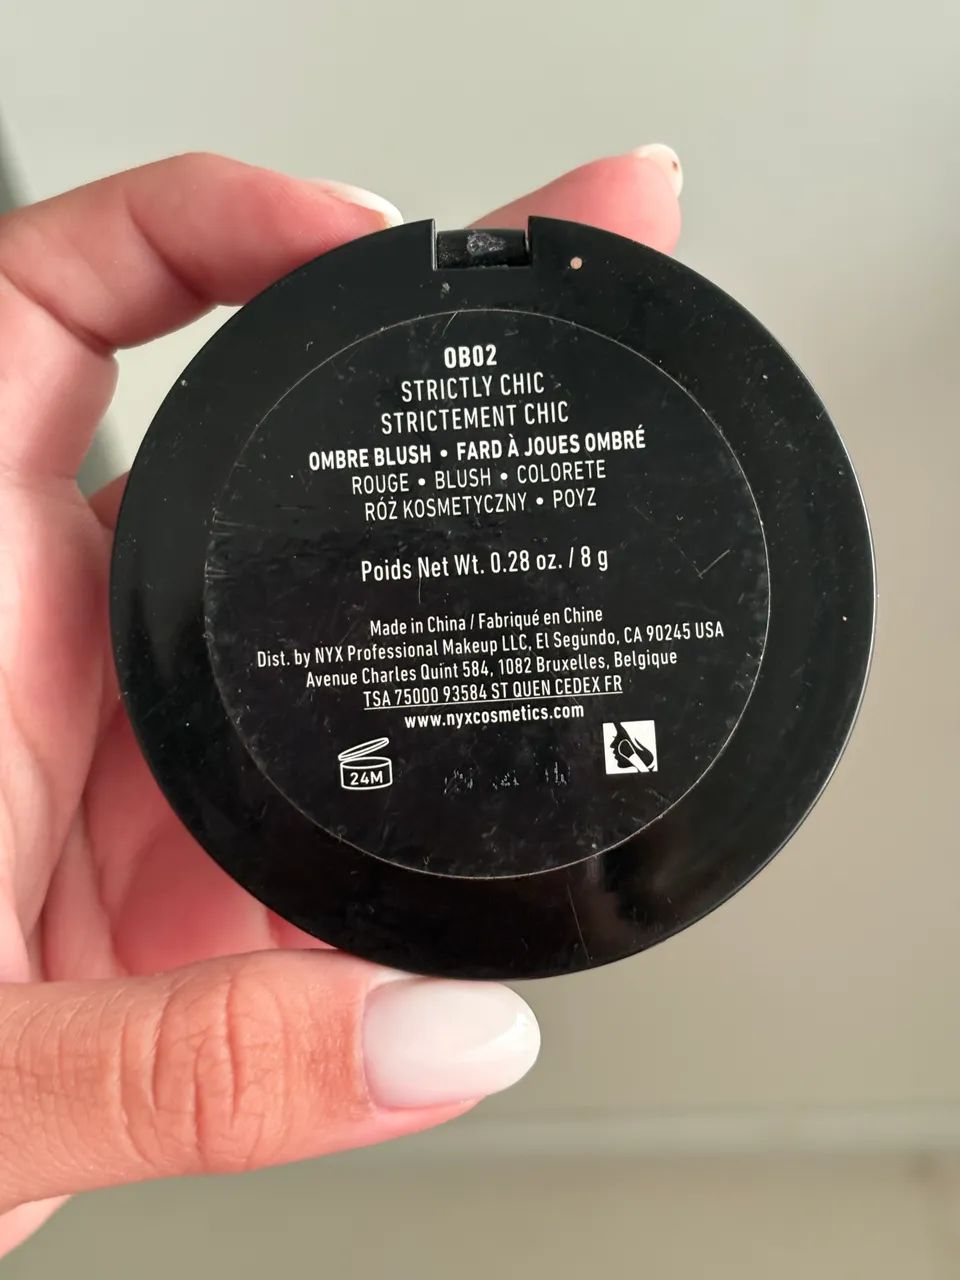 OB02
STRICTLY CHIC
STRICTEMENT CHIC
OMBRE BLUSH • FARD À JOUES OMBRÉ
ROUGE • BLUSH • COLORETE
RÓŻ KOSMETYCZNY • ΡΟΥΖ
Poids Net Wt. 0.28 oz. / 8 g
Made in China / Fabriqué en Chine
Dist. by NYX Professional Makeup LLC, El Segundo, CA 90245 USA
Avenue Charles Quint 584, 1082 Bruxelles, Belgique
TSA 75000 93584 ST QUEN CEDEX FR
www.nyxcosmetics.com
24M